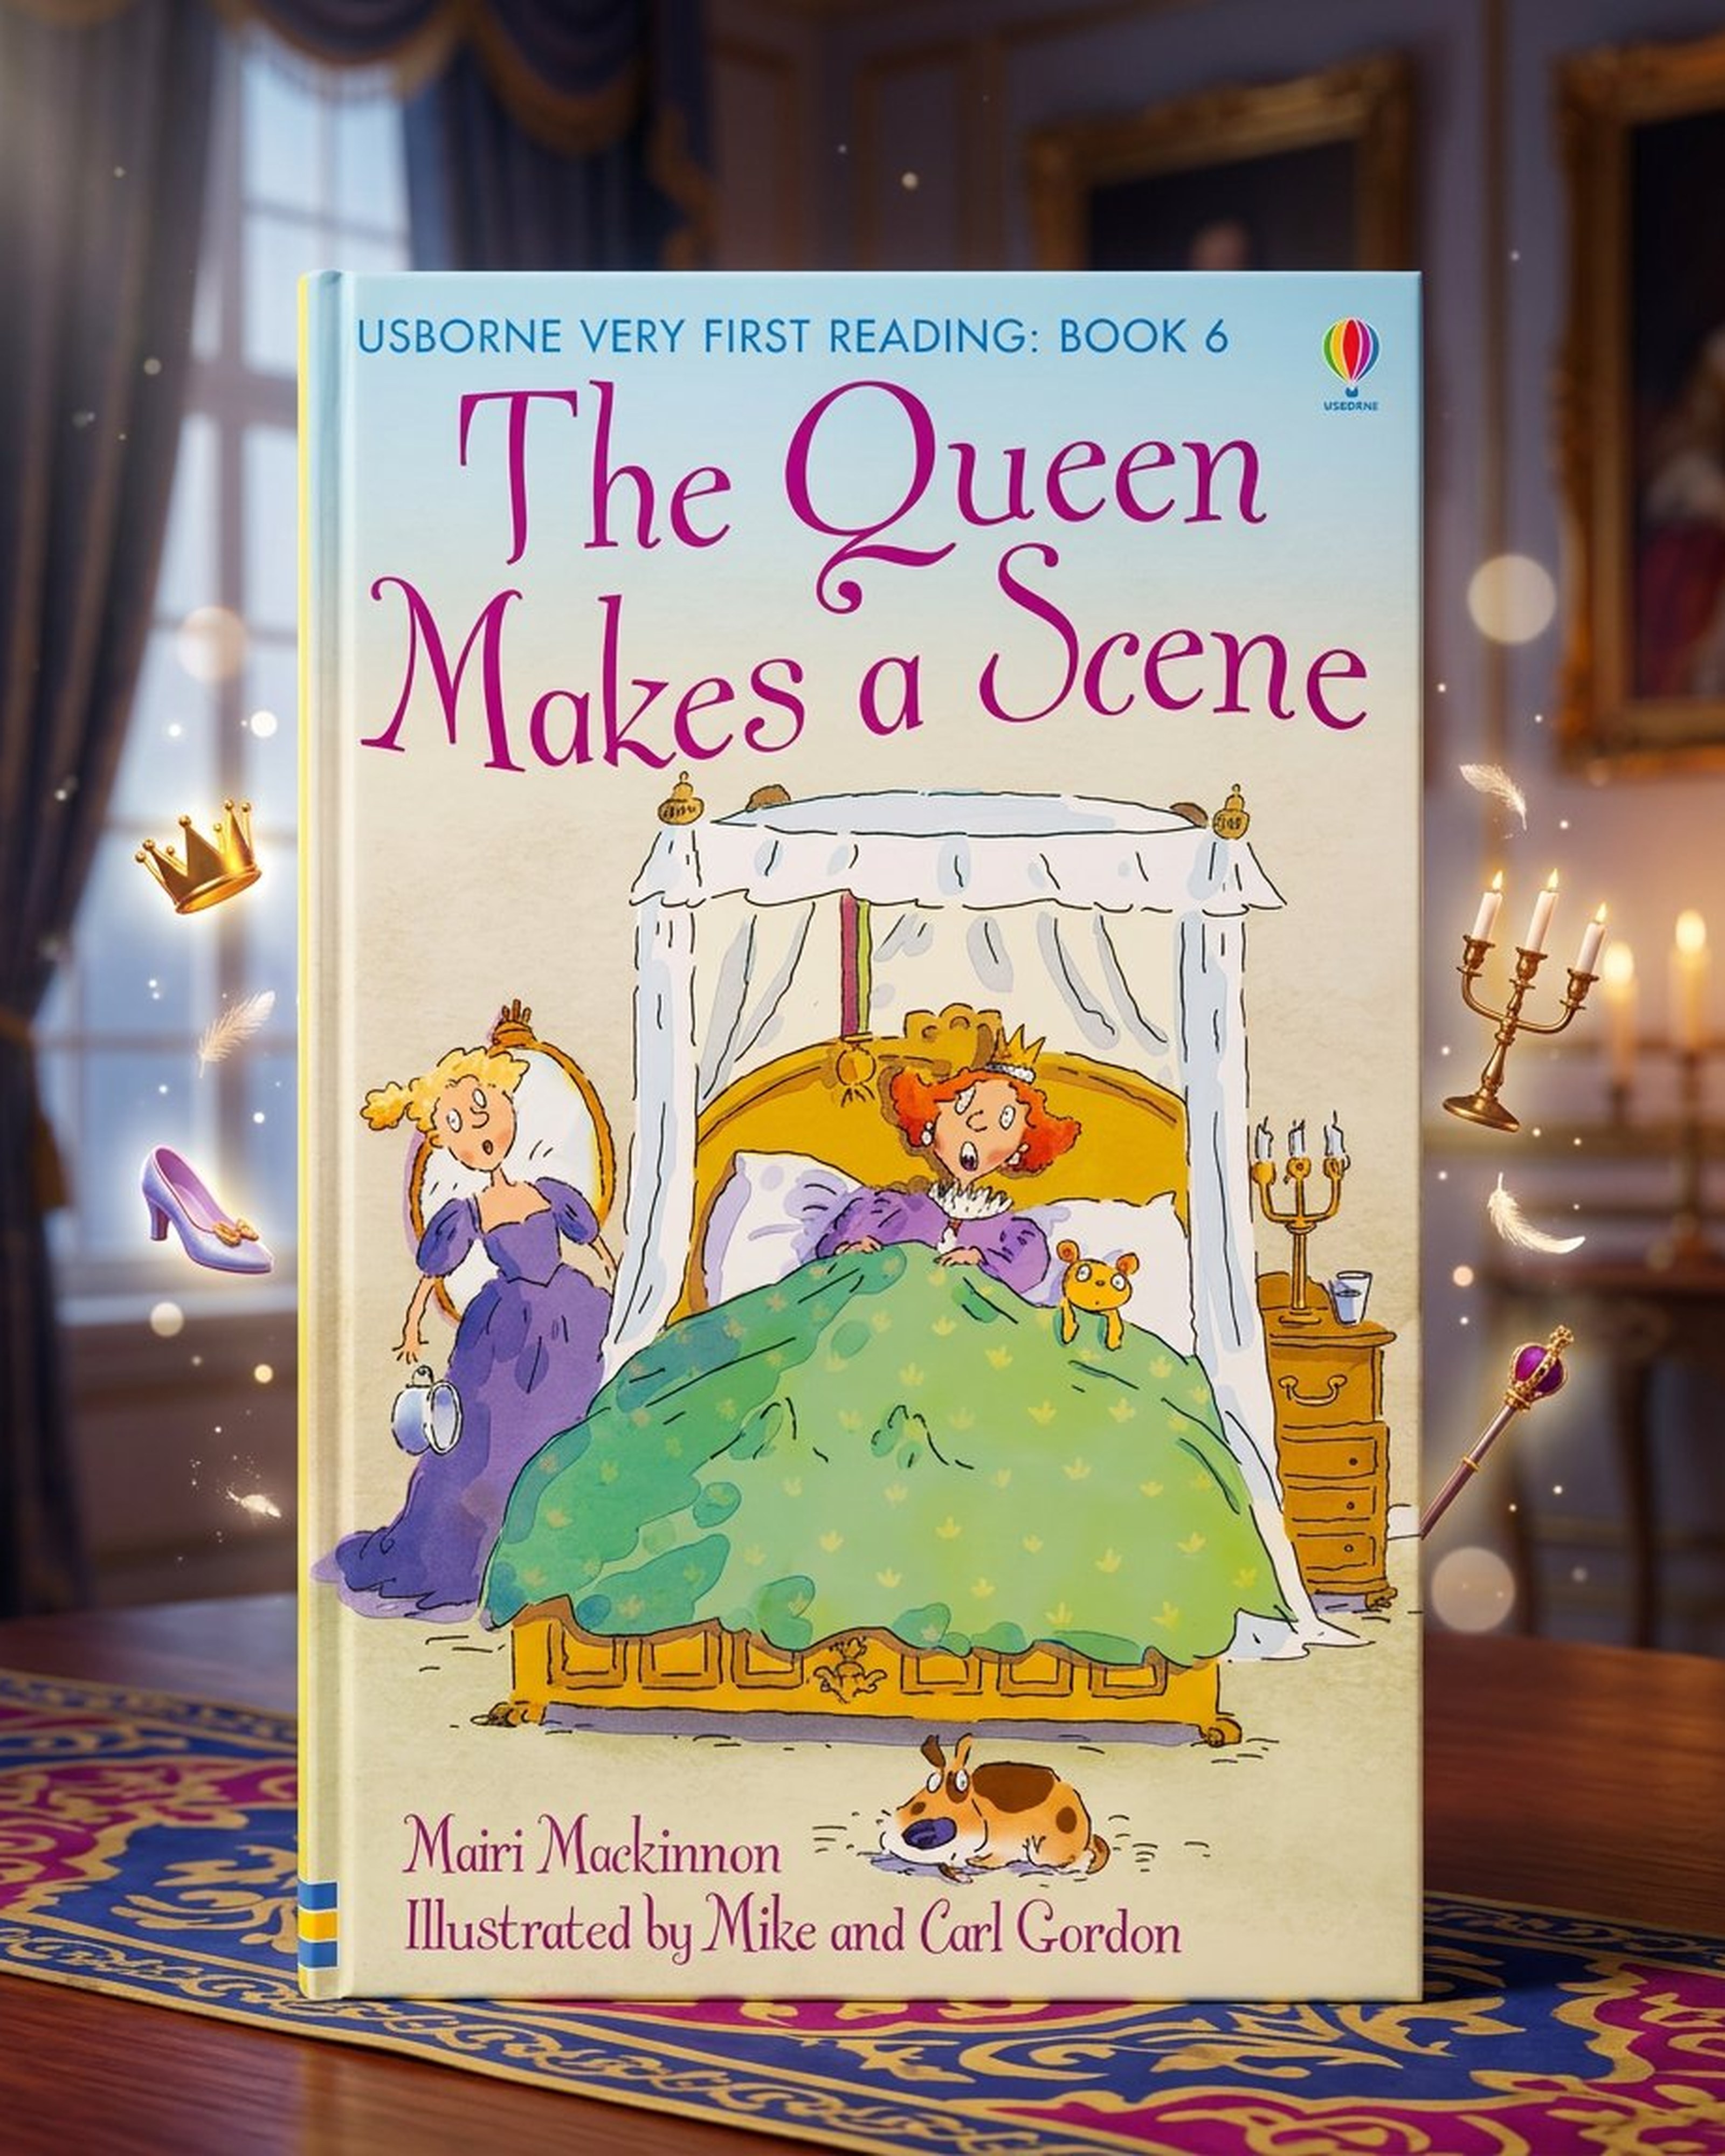 USBORNE VERY FIRST READING: BOOK 6
USBORNE
The Queen
Makes a Scene
Mairi Mackinnon
Illustrated by Mike and Carl Gordon